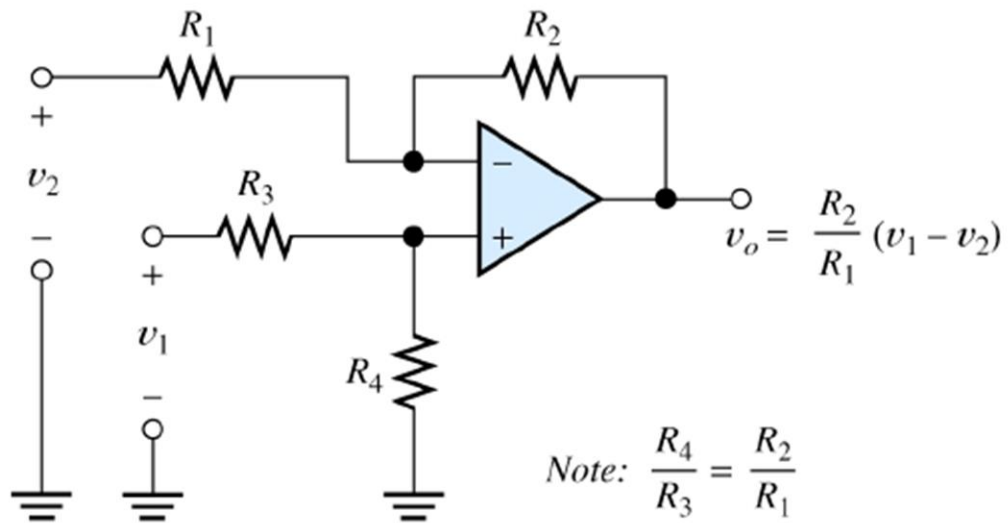 R₁
R₂
+
v₂
−
R₃
+
v₁
−
−
+
R₄
vₒ = R₂/R₁ (v₁ – v₂)
Note: R₄/R₃ = R₂/R₁